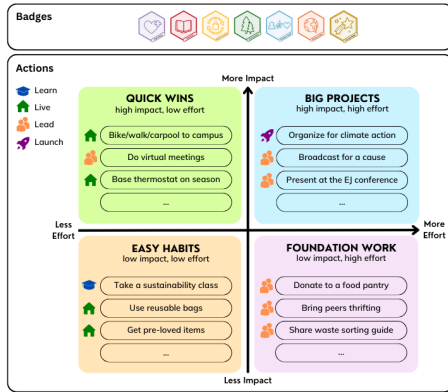 Badges
Actions
Learn
Live
Lead
Launch
More Impact
QUICK WINS
high impact, low effort
Bike/walk/carpool to campus
Do virtual meetings
Base thermostat on season
...
BIG PROJECTS
high impact, high effort
Organize for climate action
Broadcast for a cause
Present at the EJ conference
...
Less
Effort
More
Effort
EASY HABITS
low impact, low effort
Take a sustainability class
Use reusable bags
Get pre-loved items
...
FOUNDATION WORK
low impact, high effort
Donate to a food pantry
Bring peers thrifting
Share waste sorting guide
...
Less Impact